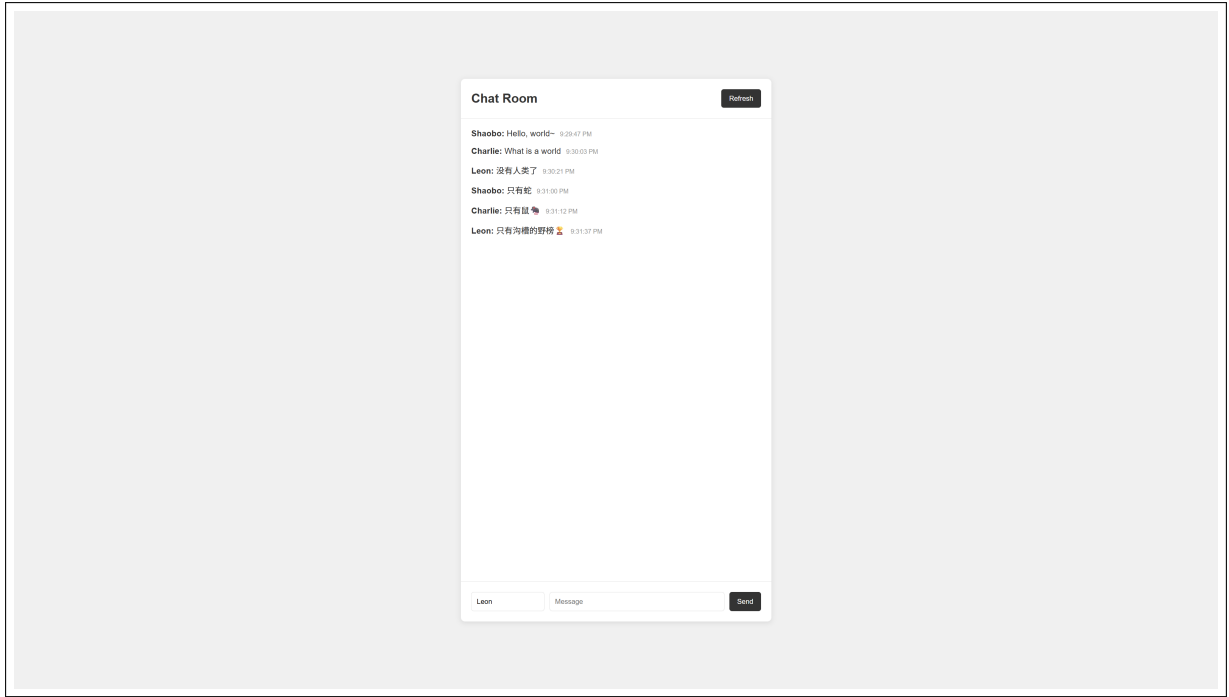 Chat Room
Refresh
Shaobo: Hello, world~ 9:29:47 PM
Charlie: What is a world 9:30:03 PM
Leon: 没有人类了 9:30:21 PM
Shaobo: 只有蛇 9:31:00 PM
Charlie: 只有鼠 9:31:12 PM
Leon: 只有沟槽的野榜 9:31:37 PM
Leon
Message
Send